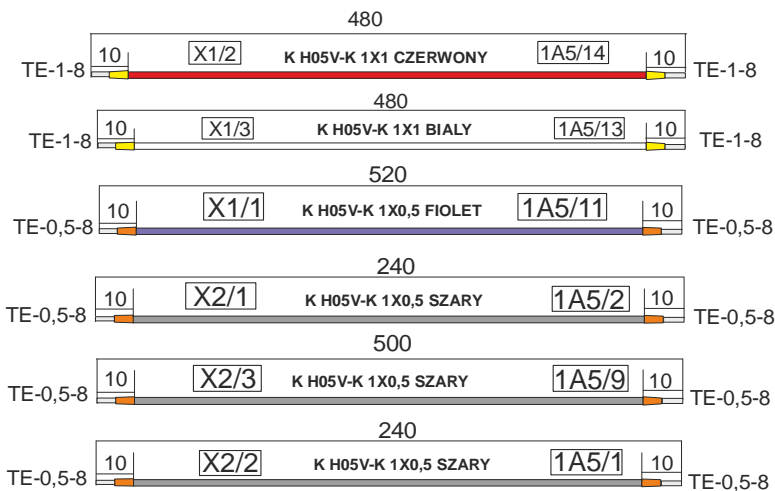 480
10 X1/2 K H05V-K 1X1 CZERWONY 1A5/14 10
TE-1-8 TE-1-8
480
10 X1/3 K H05V-K 1X1 BIALY 1A5/13 10
TE-1-8 TE-1-8
520
10 X1/1 K H05V-K 1X0,5 FIOLET 1A5/11 10
TE-0,5-8 TE-0,5-8
240
10 X2/1 K H05V-K 1X0,5 SZARY 1A5/2 10
TE-0,5-8 TE-0,5-8
500
10 X2/3 K H05V-K 1X0,5 SZARY 1A5/9 10
TE-0,5-8 TE-0,5-8
240
10 X2/2 K H05V-K 1X0,5 SZARY 1A5/1 10
TE-0,5-8 TE-0,5-8